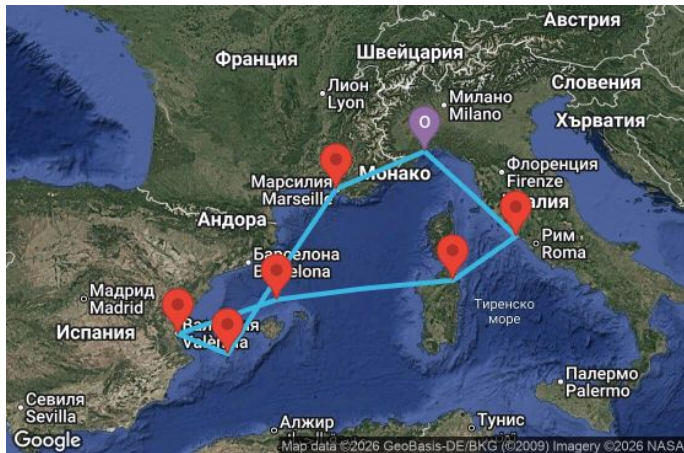 Австрия
Франция
Швейцария
Словения
Лион
Lyon
Милано
Milano
Хърватия
O
Марсилия
Marseille
Монако
Флоренция
Firenze
Андора
Рим
Roma
Барселона
Мадрид
Madrid
Тиренско
море
Испания
València
Севиля
Sevilla
Палермо
Palermo
Алжир
Тунис
Google
Map data ©2026 GeoBasis-DE/BKG (©2009) Imagery ©2026 NASA